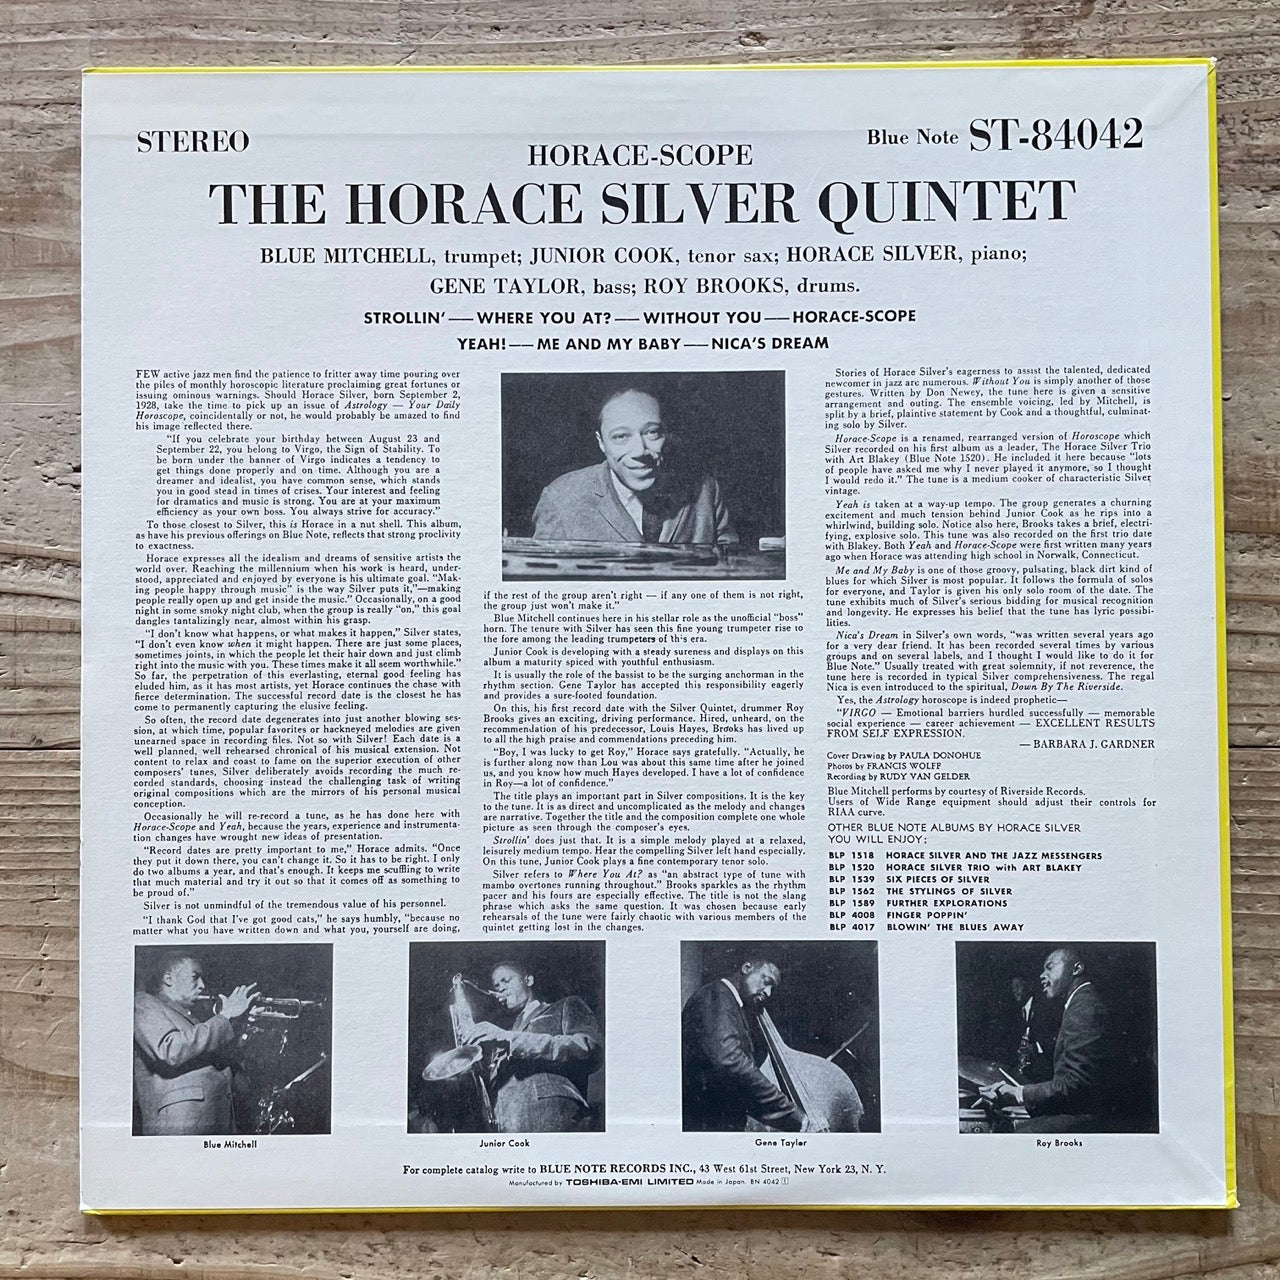 STEREO
Blue Note ST-84042
HORACE-SCOPE
THE HORACE SILVER QUINTET
BLUE MITCHELL, trumpet; JUNIOR COOK, tenor sax; HORACE SILVER, piano;
GENE TAYLOR, bass; ROY BROOKS, drums.
STROLLIN'—WHERE YOU AT?—WITHOUT YOU—HORACE-SCOPE
YEAH!—ME AND MY BABY—NICA'S DREAM
FEW active jazz men find the patience to fritter away time pouring over
the piles of monthly horoscopic literature proclaiming great fortunes or
issuing ominous warnings. Should Horace Silver, born September 2,
1928, take the time to pick up an issue of Astrology — Your Daily
Horoscope, coincidentally or not, he would probably be amazed to find
his image reflected there.
"If you celebrate your birthday between August 23 and
September 22, you belong to Virgo, the Sign of Stability. To
be born under the banner of Virgo indicates a tendency to
get things done properly and on time. Although you are a
dreamer and idealist, you have common sense, which stands
you in good stead in times of crises. Your interest and feeling
for dramatics and music is strong. You are at your maximum
efficiency as your own boss. You always strive for accuracy."
To those closest to Silver, this is Horace in a nut shell. This album,
as have his previous offerings on Blue Note, reflects that strong proclivity
to exactness.
Horace expresses all the idealism and dreams of sensitive artists the
world over. Reaching the millennium when his work is heard, under-
stood, appreciated and enjoyed by everyone is his ultimate goal. "Mak-
ing people happy through music" is the way Silver puts it,"—making
people really open up and get inside the music." Occasionally, on a good
night in some smoky night club, when the group is really "on," this goal
dangles tantalizingly near, almost within his grasp.
"I don't know what happens, or what makes it happen," Silver states,
"I don't even know when it might happen. There are just some places,
sometimes joints, in which the people let their hair down and just climb
right into the music with you. These times make it all seem worthwhile."
So far, the perpetration of this everlasting, eternal good feeling has
eluded him, as it has most artists, yet Horace continues the chase with
fierce determination. The successful record date is the closest he has
come to permanently capturing the elusive feeling.
So often, the record date degenerates into just another blowing ses-
sion, at which time, popular favorites or hackneyed melodies are given
unearned space in recording files. Not so with Silver! Each date is a
well planned, well rehearsed chronical of his musical extension. Not
content to relax and coast to fame on the superior execution of other
composers' tunes, Silver deliberately avoids recording the much re-
corded standards, choosing instead the challenging task of writing
original compositions which are the mirrors of his personal musical
conception.
Occasionally he will re-record a tune, as he has done here with
Horace-Scope and Yeah, because the years, experience and instrumenta-
tion changes have wrought new ideas of presentation.
"Record dates are pretty important to me," Horace admits. "Once
they put it down there, you can't change it. So it has to be right. I only
do two albums a year, and that's enough. It keeps me scuffling to write
that much material and try it out so that it comes off as something to
be proud of."
Silver is not unmindful of the tremendous value of his personnel.
"I thank God that I've got good cats," he says humbly, "because no
matter what you have written down and what you, yourself are doing,
if the rest of the group aren't right — if any one of them is not right,
the group just won't make it."
Blue Mitchell continues here in his stellar role as the unofficial "boss"
horn. The tenure with Silver has seen this fine young trumpeter rise to
the fore among the leading trumpeters of this era.
Junior Cook is developing with a steady sureness and displays on this
album a maturity spiced with youthful enthusiasm.
It is usually the role of the bassist to be the surging anchorman in the
rhythm section. Gene Taylor has accepted this responsibility eagerly
and provides a sure-footed foundation.
On this, his first record date with the Silver Quintet, drummer Roy
Brooks gives an exciting, driving performance. Hired, unheard, on the
recommendation of his predecessor, Louis Hayes, Brooks has lived up
to all the high praise and commendations preceding him.
"Boy, I was lucky to get Roy," Horace says gratefully. "Actually, he
is further along now than Lou was about this same time after he joined
us, and you know how much Hayes developed. I have a lot of confidence
in Roy—a lot of confidence."
The title plays an important part in Silver compositions. It is the key
to the tune. It is as direct and uncomplicated as the melody and changes
are narrative. Together the title and the composition complete one whole
picture as seen through the composer's eyes.
Strollin' does just that. It is a simple melody played at a relaxed,
leisurely medium tempo. Hear the compelling Silver left hand especially.
On this tune, Junior Cook plays a fine contemporary tenor solo.
Silver refers to Where You At? as "an abstract type of tune with
mambo overtones running throughout." Brooks sparkles as the rhythm
pacer and his fours are especially effective. The title is not the slang
phrase which asks the same question. It was chosen because early
rehearsals of the tune were fairly chaotic with various members of the
quintet getting lost in the changes.
Stories of Horace Silver's eagerness to assist the talented, dedicated
newcomer in jazz are numerous. Without You is simply another of those
gestures. Written by Don Newey, the tune here is given a sensitive
arrangement and outing. The ensemble voicing, led by Mitchell, is
split by a brief, plaintive statement by Cook and a thoughtful, culminat-
ing solo by Silver.
Horace-Scope is a renamed, rearranged version of Horoscope which
Silver recorded on his first album as a leader, The Horace Silver Trio
with Art Blakey (Blue Note 1520). He included it here because "lots
of people have asked me why I never played it anymore, so I thought
I would redo it." The tune is a medium cooker of characteristic Silver
vintage.
Yeah is taken at a way-up tempo. The group generates a churning
excitement and much tension behind Junior Cook as he rips into a
whirlwind, building solo. Notice also here, Brooks takes a brief, electri-
fying, explosive solo. This tune was also recorded on the first trio date
with Blakey. Both Yeah and Horace-Scope were first written many years
ago when Horace was attending high school in Norwalk, Connecticut.
Me and My Baby is one of those groovy, pulsating, black dirt kind of
blues for which Silver is most popular. It follows the formula of solos
for everyone, and Taylor is given his only solo room of the date. The
tune exhibits much of Silver's serious bidding for musical recognition
and longevity. He expresses his belief that the tune has lyric possibi-
lities.
Nica's Dream in Silver's own words, "was written several years ago
for a very dear friend. It has been recorded several times by various
groups and on several labels, and I thought I would like to do it for
Blue Note." Usually treated with great solemnity, if not reverence, the
tune here is recorded in typical Silver comprehensiveness. The regal
Nica is even introduced to the spiritual, Down By The Riverside.
Yes, the Astrology horoscope is indeed prophetic—
"VIRGO — Emotional barriers hurdled successfully — memorable
social experience — career achievement — EXCELLENT RESULTS
FROM SELF EXPRESSION.
—BARBARA J. GARDNER
Cover Drawing by PAULA DONOHUE
Photos by FRANCIS WOLFF
Recording by RUDY VAN GELDER
Blue Mitchell performs by courtesy of Riverside Records.
Users of Wide Range equipment should adjust their controls for
RIAA curve.
OTHER BLUE NOTE ALBUMS BY HORACE SILVER
YOU WILL ENJOY:
BLP 1518 HORACE SILVER AND THE JAZZ MESSENGERS
BLP 1520 HORACE SILVER TRIO with ART BLAKEY
BLP 1539 SIX PIECES OF SILVER
BLP 1562 THE STYLINGS OF SILVER
BLP 1589 FURTHER EXPLORATIONS
BLP 4008 FINGER POPPIN'
BLP 4017 BLOWIN' THE BLUES AWAY
Blue Mitchell
Junior Cook
Gene Taylor
Roy Brooks
For complete catalog write to BLUE NOTE RECORDS INC., 43 West 61st Street, New York 23, N. Y.
Manufactured by TOSHIBA-EMI LIMITED Made in Japan. BN 4042